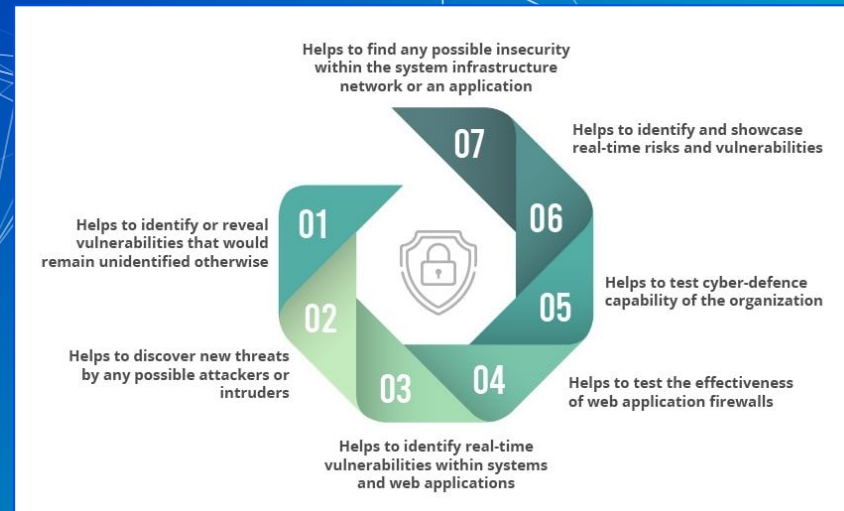 Helps to find any possible insecurity
within the system infrastructure
network or an application
07
Helps to identify and showcase
real-time risks and vulnerabilities
06
01
Helps to identify or reveal
vulnerabilities that would
remain unidentified otherwise
Helps to test cyber-defence
capability of the organization
05
02
Helps to discover new threats
by any possible attackers or
intruders
03
04
Helps to test the effectiveness
of web application firewalls
Helps to identify real-time
vulnerabilities within systems
and web applications